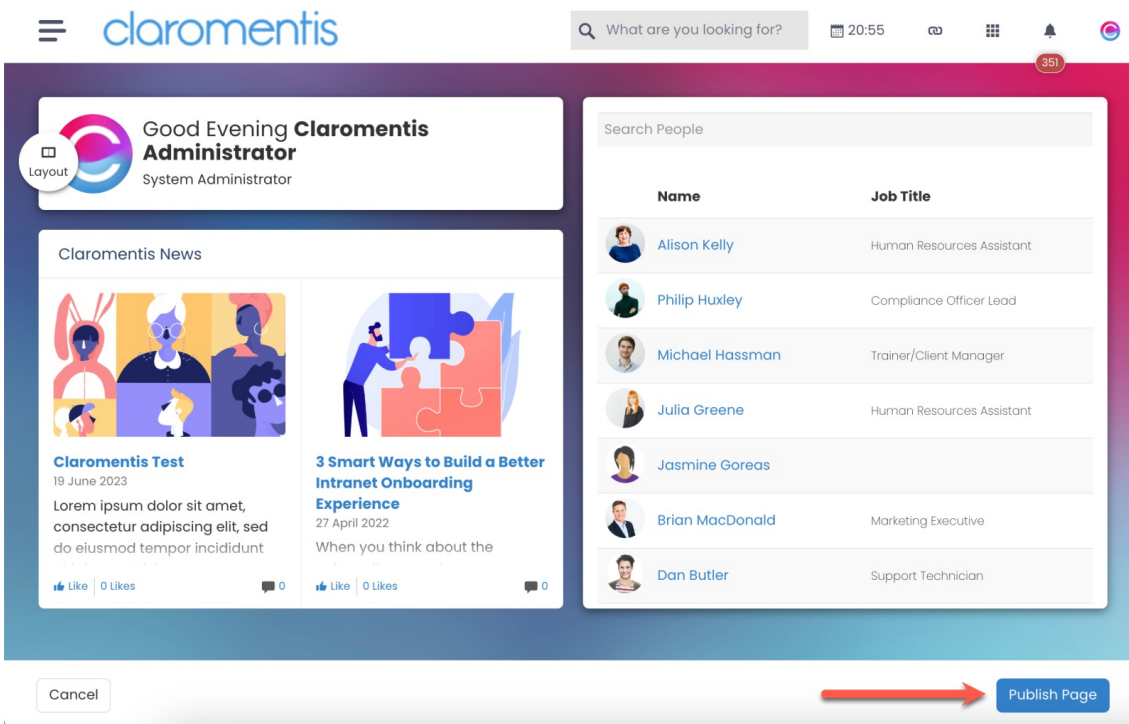 claromentis
What are you looking for?
20:55
351
Layout
Good Evening Claromentis
Administrator
System Administrator
Claromentis News
Claromentis Test
19 June 2023
Lorem ipsum dolor sit amet,
consectetur adipiscing elit, sed
do eiusmod tempor incididunt
Like
0 Likes
0
3 Smart Ways to Build a Better
Intranet Onboarding
Experience
27 April 2022
When you think about the
Like
0 Likes
0
Search People
Name Job Title
Alison Kelly Human Resources Assistant
Philip Huxley Compliance Officer Lead
Michael Hassman Trainer/Client Manager
Julia Greene Human Resources Assistant
Jasmine Goreas
Brian MacDonald Marketing Executive
Dan Butler Support Technician
Cancel
Publish Page